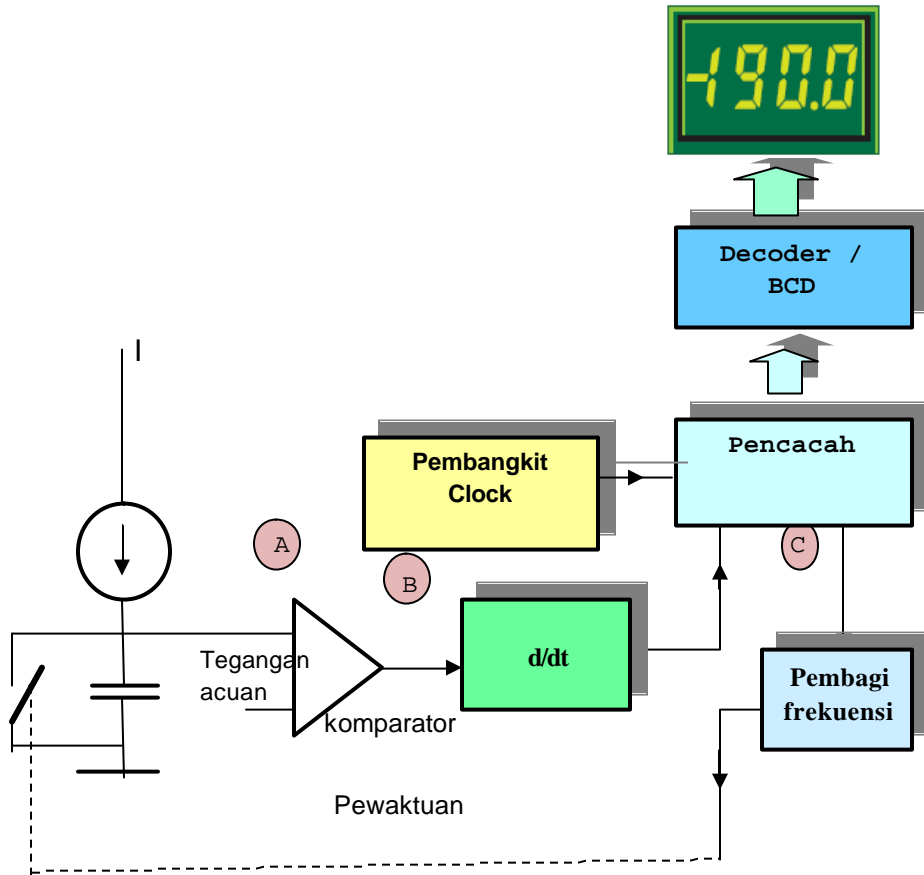 -190.0
Decoder /
BCD
I
Pembangkit
Clock
Pencacah
A
B
C
Tegangan
acuan
komparator
d/dt
Pembagi
frekuensi
Pewaktuan